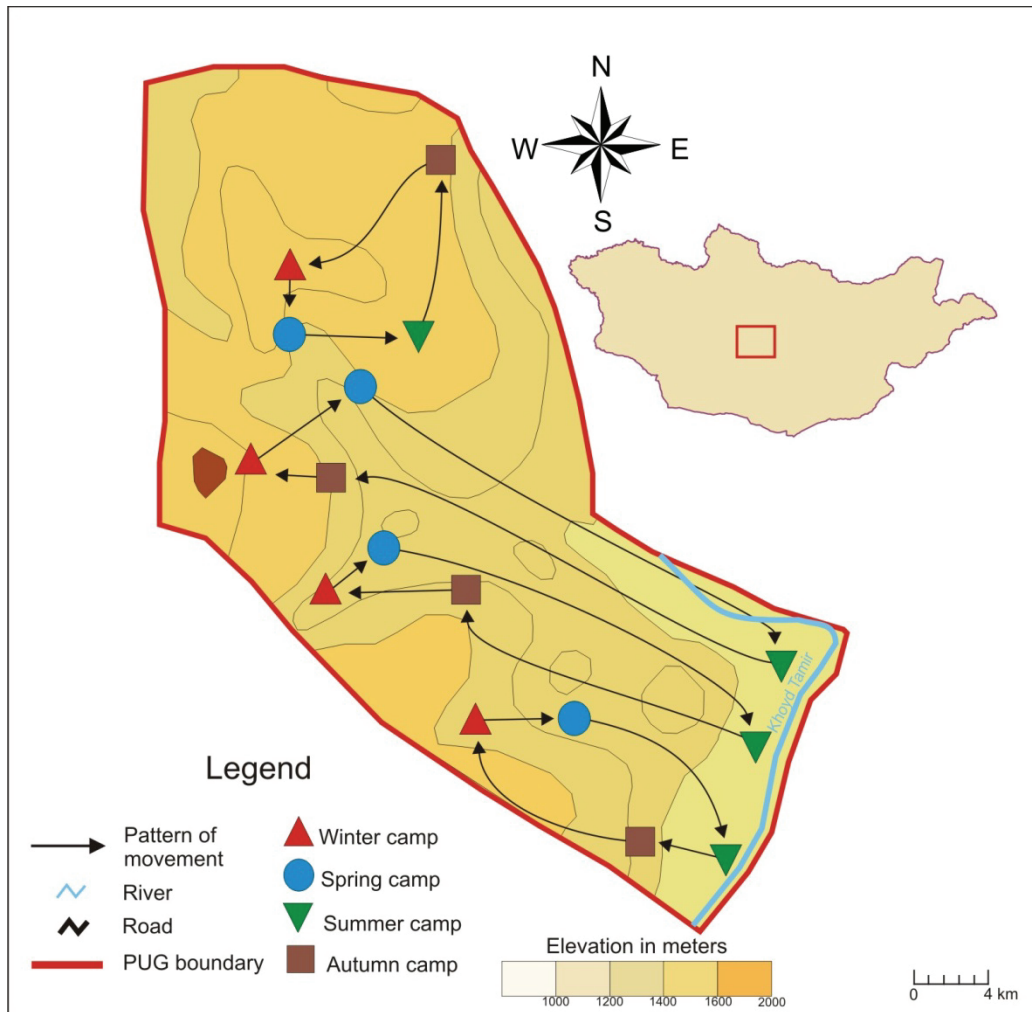 N
W
E
S
Khoyd Tamir
Legend
Pattern of
movement
River
Road
PUG boundary
Winter camp
Spring camp
Summer camp
Autumn camp
Elevation in meters
1000 1200 1400 1600 2000
0 4 km